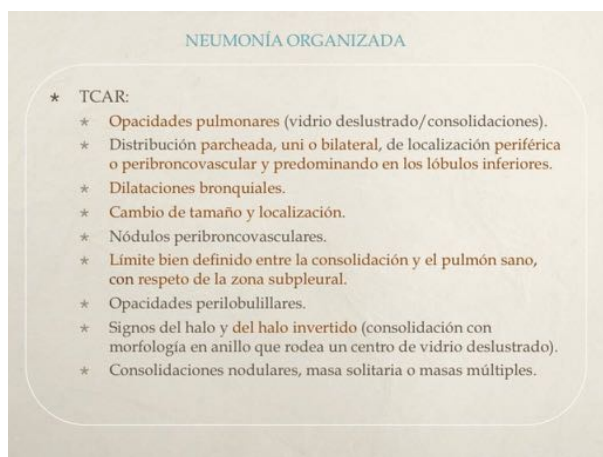 NEUMONÍA ORGANIZADA
* TCAR:
* Opacidades pulmonares (vidrio deslustrado/consolidaciones).
* Distribución parcheada, uni o bilateral, de localización periférica
o peribroncovascular y predominando en los lóbulos inferiores.
* Dilataciones bronquiales.
* Cambio de tamaño y localización.
* Nódulos peribroncovasculares.
* Límite bien definido entre la consolidación y el pulmón sano,
con respeto de la zona subpleural.
* Opacidades perilobulillares.
* Signos del halo y del halo invertido (consolidación con
morfología en anillo que rodea un centro de vidrio deslustrado).
* Consolidaciones nodulares, masa solitaria o masas múltiples.